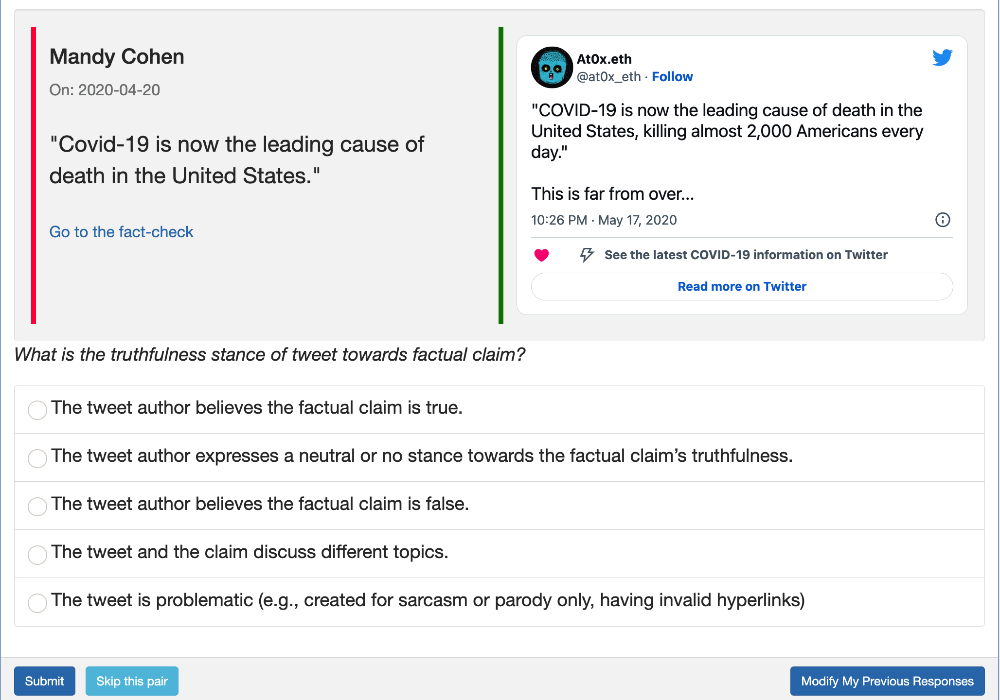 Mandy Cohen
On: 2020-04-20
"Covid-19 is now the leading cause of
death in the United States."
Go to the fact-check
At0x.eth
@at0x_eth · Follow
"COVID-19 is now the leading cause of death in the
United States, killing almost 2,000 Americans every
day."
This is far from over...
10:26 PM · May 17, 2020
See the latest COVID-19 information on Twitter
Read more on Twitter
What is the truthfulness stance of tweet towards factual claim?
The tweet author believes the factual claim is true.
The tweet author expresses a neutral or no stance towards the factual claim’s truthfulness.
The tweet author believes the factual claim is false.
The tweet and the claim discuss different topics.
The tweet is problematic (e.g., created for sarcasm or parody only, having invalid hyperlinks)
Submit
Skip this pair
Modify My Previous Responses